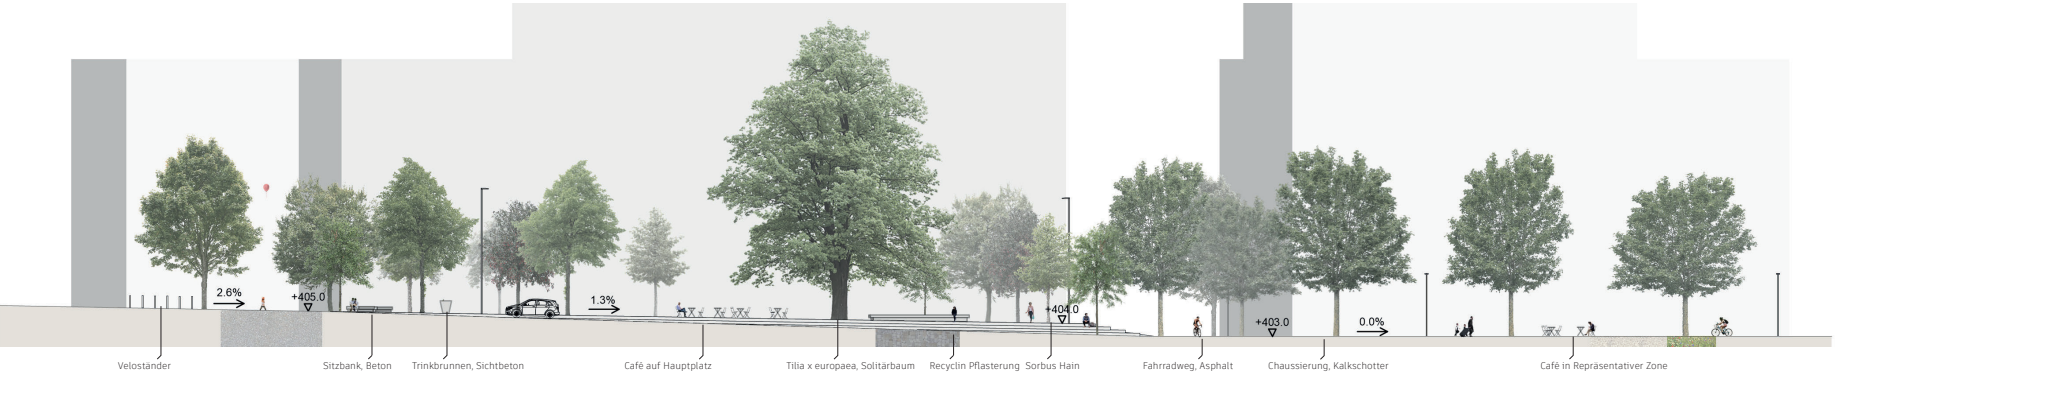 2.6%
+405.0
1.3%
+404.0
+403.0
0.0%
Veloständer
Sitzbank, Beton
Trinkbrunnen, Sichtbeton
Café auf Hauptplatz
Tilia x europaea, Solitärbaum
Recyclin Pflasterung
Sorbus Hain
Fahrradweg, Asphalt
Chaussierung, Kalkschotter
Café in Repräsentativer Zone